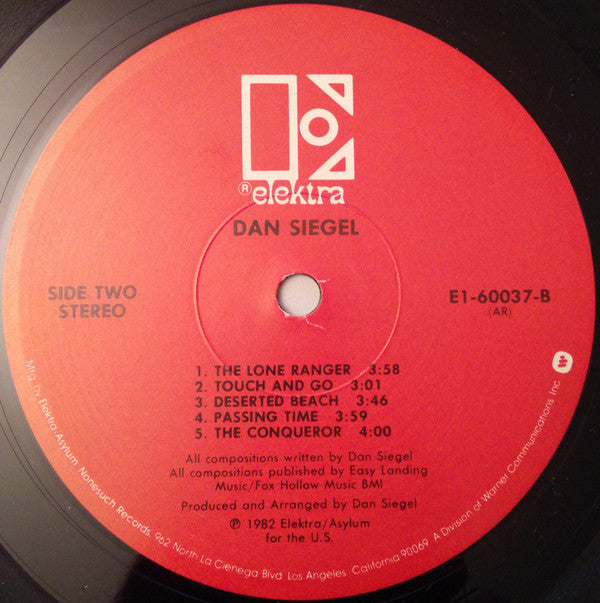 ® elektra
DAN SIEGEL
SIDE TWO
STEREO
E1-60037-B
(AR)
1. THE LONE RANGER 3:58
2. TOUCH AND GO 3:01
3. DESERTED BEACH 3:46
4. PASSING TIME 3:59
5. THE CONQUEROR 4:00
All compositions written by Dan Siegel
All compositions published by Easy Landing
Music/Fox Hollow Music BMI
Produced and Arranged by Dan Siegel
℗ 1982 Elektra/Asylum
for the U.S.
Mfg by Elektra/Asylum Nonesuch Records, 962 North La Cienega Blvd. Los Angeles California 90069 A Division of Warner Communications Inc